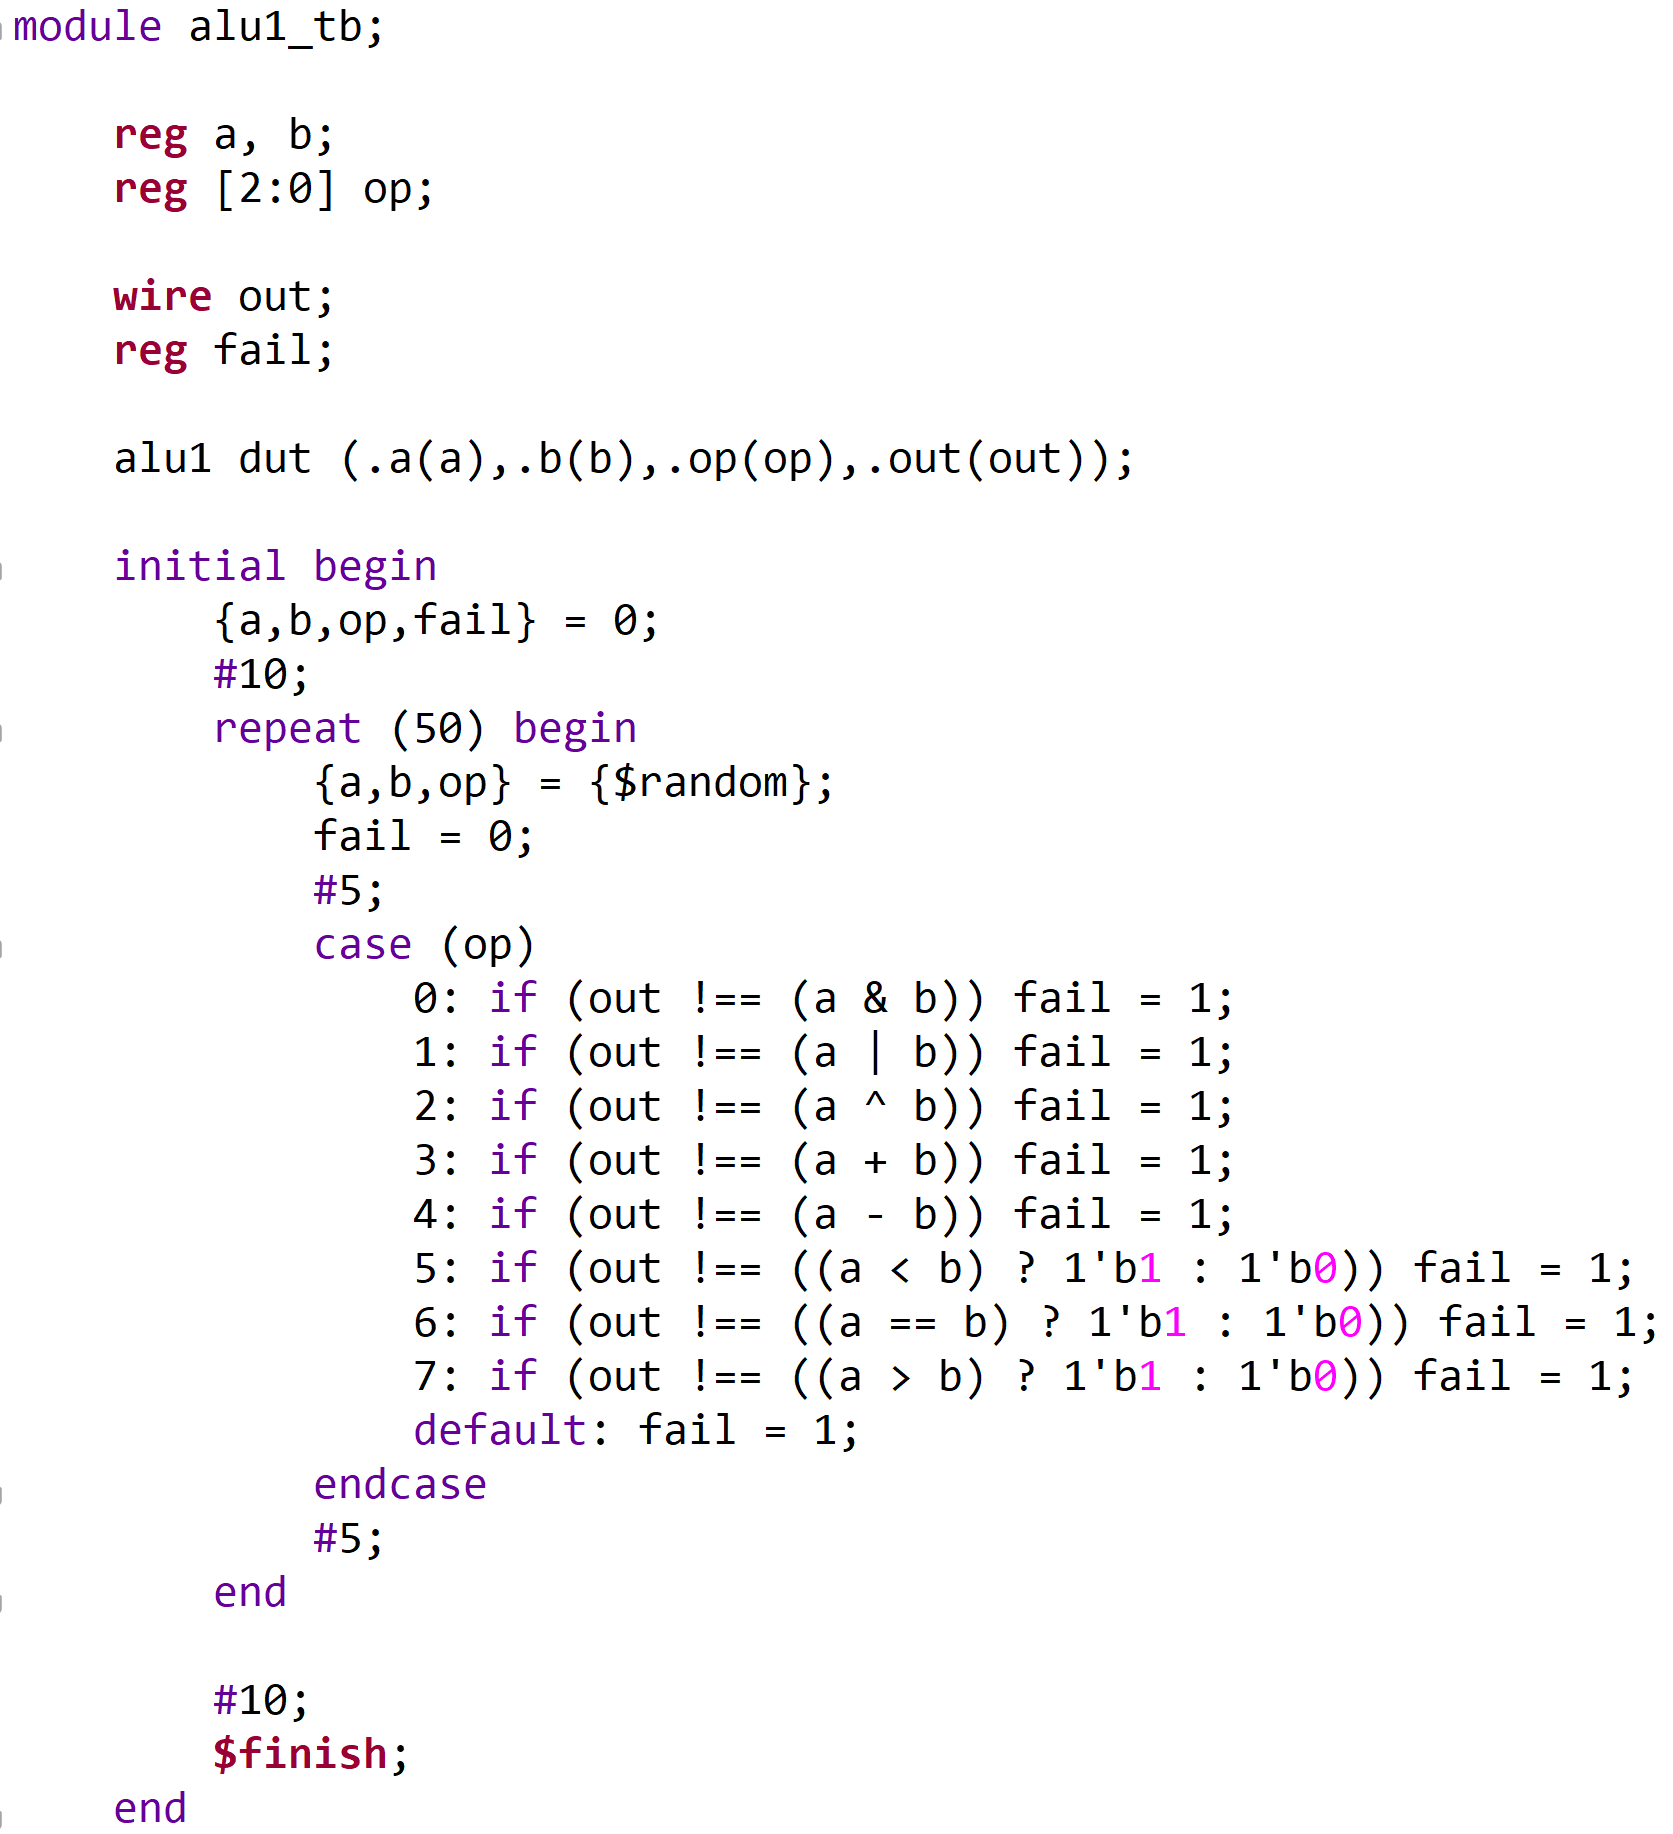 module alu1_tb;
reg a, b;
reg [2:0] op;
wire out;
reg fail;
alu1 dut (.a(a),.b(b),.op(op),.out(out));
initial begin
{a,b,op,fail} = 0;
#10;
repeat (50) begin
{a,b,op} = {$random};
fail = 0;
#5;
case (op)
0: if (out !== (a & b)) fail = 1;
1: if (out !== (a | b)) fail = 1;
2: if (out !== (a ^ b)) fail = 1;
3: if (out !== (a + b)) fail = 1;
4: if (out !== (a - b)) fail = 1;
5: if (out !== ((a < b) ? 1'b1 : 1'b0)) fail = 1;
6: if (out !== ((a == b) ? 1'b1 : 1'b0)) fail = 1;
7: if (out !== ((a > b) ? 1'b1 : 1'b0)) fail = 1;
default: fail = 1;
endcase
#5;
end
#10;
$finish;
end